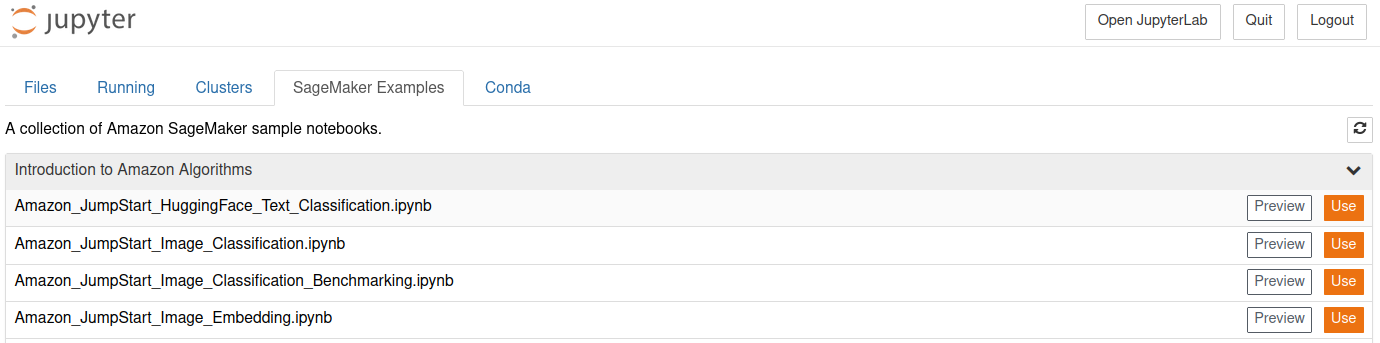 jupyter Open JupyterLab Quit Logout
Files Running Clusters SageMaker Examples Conda
A collection of Amazon SageMaker sample notebooks.
Introduction to Amazon Algorithms
Amazon_JumpStart_HuggingFace_Text_Classification.ipynb Preview Use
Amazon_JumpStart_Image_Classification.ipynb Preview Use
Amazon_JumpStart_Image_Classification_Benchmarking.ipynb Preview Use
Amazon_JumpStart_Image_Embedding.ipynb Preview Use